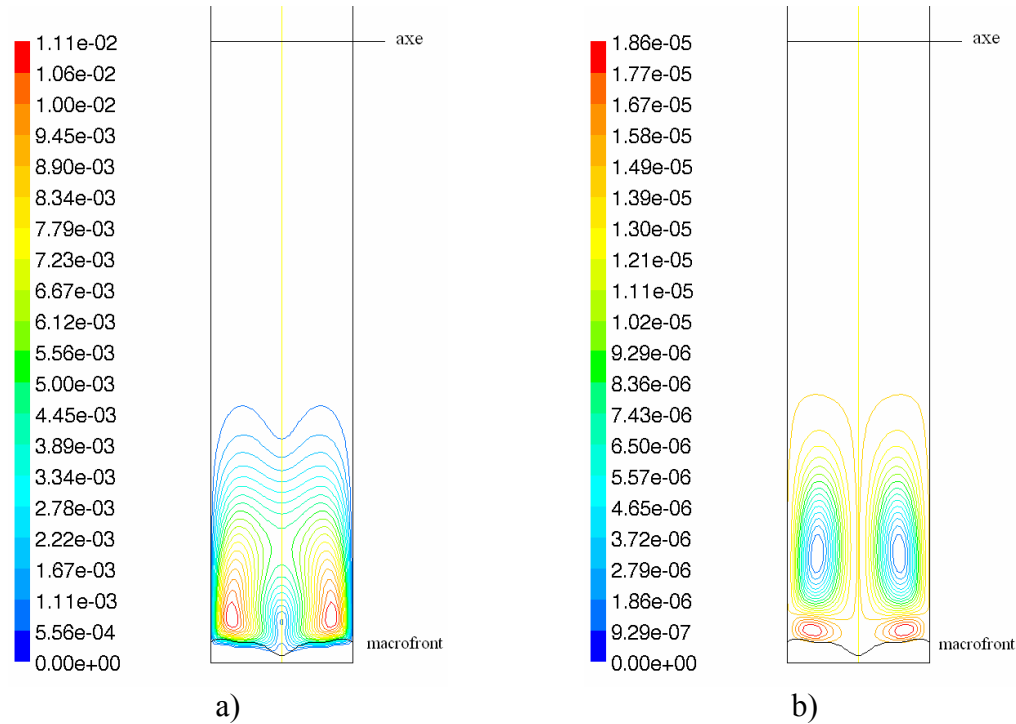 axe
1.11e-02
1.06e-02
1.00e-02
9.45e-03
8.90e-03
8.34e-03
7.79e-03
7.23e-03
6.67e-03
6.12e-03
5.56e-03
5.00e-03
4.45e-03
3.89e-03
3.34e-03
2.78e-03
2.22e-03
1.67e-03
1.11e-03
5.56e-04
0.00e+00
macrofront
a)
axe
1.86e-05
1.77e-05
1.67e-05
1.58e-05
1.49e-05
1.39e-05
1.30e-05
1.21e-05
1.11e-05
1.02e-05
9.29e-06
8.36e-06
7.43e-06
6.50e-06
5.57e-06
4.65e-06
3.72e-06
2.79e-06
1.86e-06
9.29e-07
0.00e+00
macrofront
b)